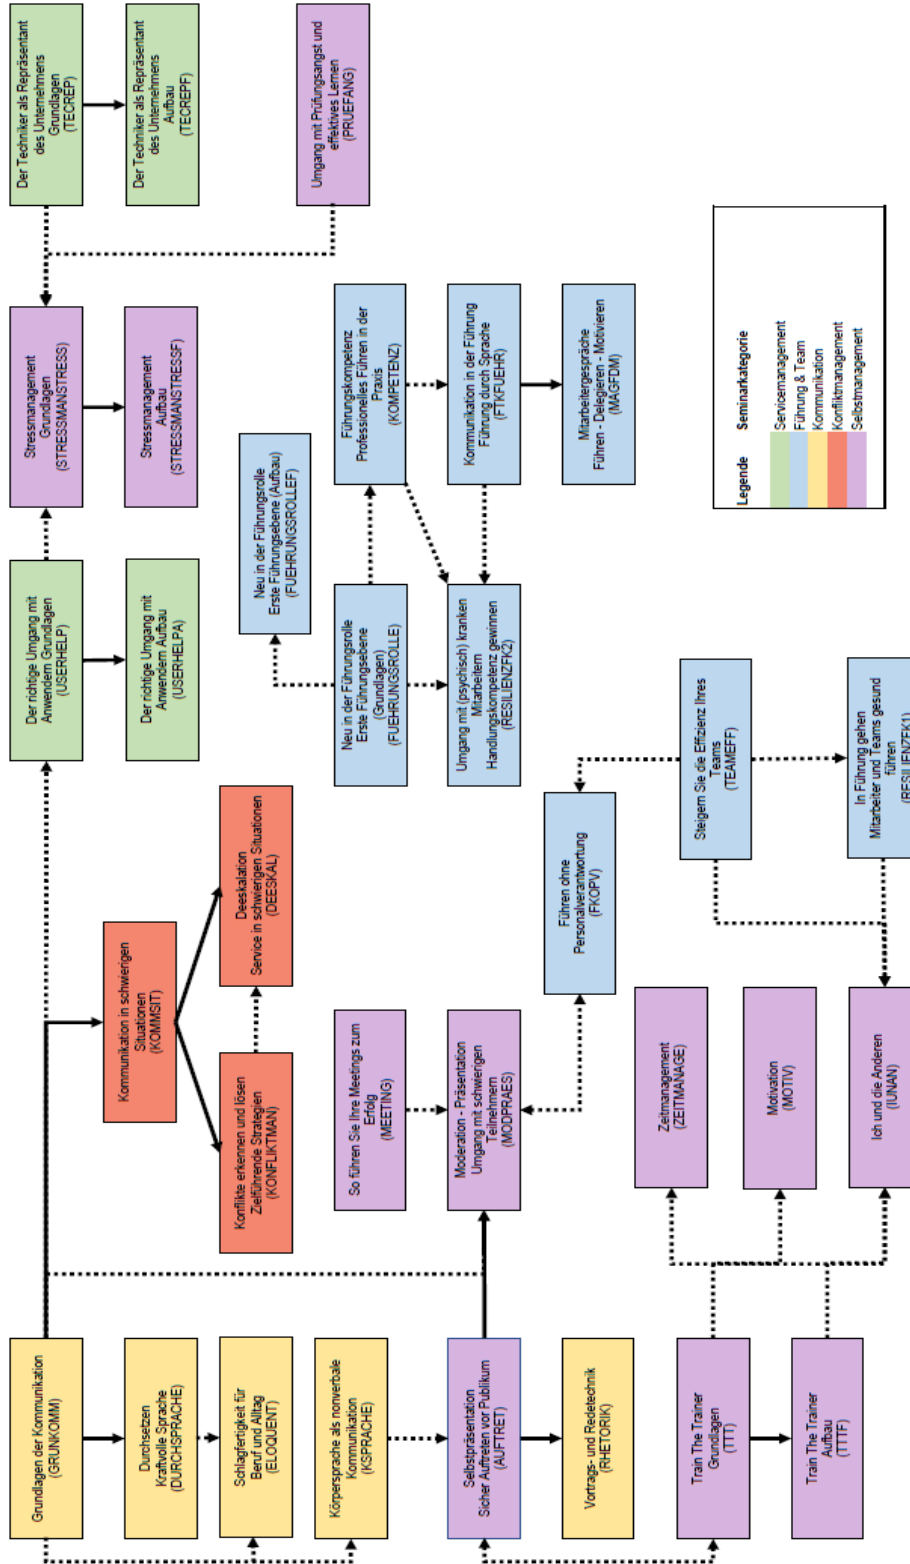 Grundlagen der Kommunikation
(GRUNKOMM)
Durchsetzen
Kraftvolle Sprache
(DURCHSPRACHE)
Schlagfertigkeit für
Beruf und Alltag
(ELOQUENT)
Körpersprache als nonverbale
Kommunikation
(KSPRACHE)
Selbstpräsentation
Sicher Auftreten vor Publikum
(AUFTRET)
Vortrags- und Redetechnik
(RHETORIK)
Train The Trainer
Grundlagen
(TTT)
Train The Trainer
Aufbau
(TTTF)
Kommunikation in schwierigen
Situationen
(KOMMSIT)
Konflikte erkennen und lösen
Zielführende Strategien
(KONFLIKTMAN)
Deeskalation
Service in schwierigen Situationen
(DEESKAL)
So führen Sie Ihre Meetings zum
Erfolg
(MEETING)
Moderation - Präsentation
Umgang mit schwierigen
Teilnehmern
(MODPRAES)
Führen ohne
Personalverantwortung
(FKOPV)
Zeitmanagement
(ZEITMANAGE)
Motivation
(MOTIV)
Ich und die Anderen
(IUNAN)
Der richtige Umgang mit
Anwendern Grundlagen
(USERHELP)
Der richtige Umgang mit
Anwendern Aufbau
(USERHELPA)
Neu in der Führungsrolle
Erste Führungsebene (Aufbau)
(FUEHRUNGSROLLEF)
Neu in der Führungsrolle
Erste Führungsebene
(Grundlagen)
(FUEHRUNGSROLLE)
Umgang mit (psychisch) kranken
Mitarbeitern
Handlungskompetenz gewinnen
(RESILIENZFK2)
Steigern Sie die Effizienz Ihres
Teams
(TEAMEFF)
In Führung gehen
Mitarbeiter und Teams gesund
führen
(RESILIENZFK1)
Stressmanagement
Grundlagen
(STRESSMANSTRESS)
Stressmanagement
Aufbau
(STRESSMANSTRESSF)
Führungskompetenz
Professionelles Führen in der
Praxis
(KOMPETENZ)
Kommunikation in der Führung
Führung durch Sprache
(FTKFUEHR)
Mitarbeitergespräche
Führen - Delegieren - Motivieren
(MAGFDM)
Der Techniker als Repräsentant
des Unternehmens
Grundlagen
(TECREP)
Der Techniker als Repräsentant
des Unternehmens
Aufbau
(TECREPF)
Umgang mit Prüfungsangst und
effektives Lernen
(PRUEFANG)
Legende Seminarkategorie
Servicemanagement
Führung & Team
Kommunikation
Konfliktmanagement
Selbstmanagement